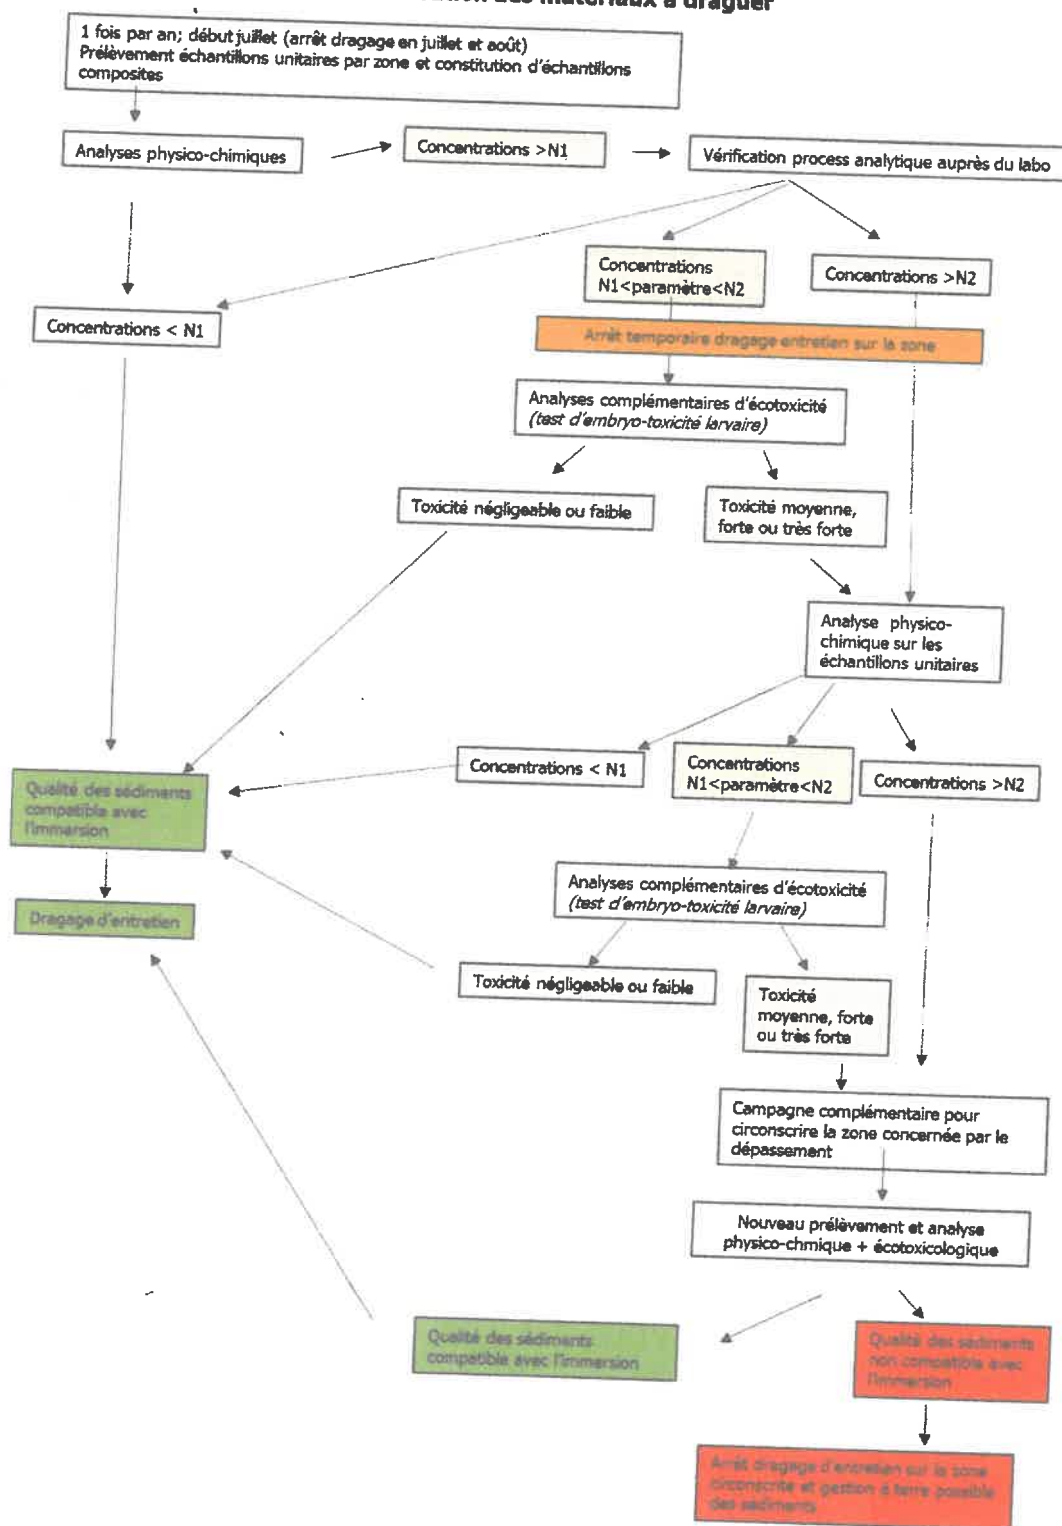 des matériaux à draguer
1 fois par an; début juillet (arrêt dragage en juillet et août)
Prélèvement échantillons unitaires par zone et constitution d'échantillons
composites
Analyses physico-chimiques
Concentrations >N1
Vérification process analytique auprès du labo
Concentrations
N1<paramètre<N2
Concentrations >N2
Concentrations < N1
Arrêt temporaire dragage entretien sur la zone
Analyses complémentaires d'écotoxicité
(test d'embryo-toxicité larvaire)
Toxicité négligeable ou faible
Toxicité moyenne,
forte ou très forte
Analyse physico-
chimique sur les
échantillons unitaires
Concentrations < N1
Concentrations
N1<paramètre<N2
Concentrations >N2
Qualité des sédiments
compatible avec
l'immersion
Analyses complémentaires d'écotoxicité
(test d'embryo-toxicité larvaire)
Dragage d'entretien
Toxicité négligeable ou faible
Toxicité
moyenne, forte
ou très forte
Campagne complémentaire pour
circonscrire la zone concernée par le
dépassement
Nouveau prélèvement et analyse
physico-chmique + écotoxicologique
Qualité des sédiments
compatible avec l'immersion
Qualité des sédiments
non compatible avec
l'immersion
Arrêt dragage d'entretien sur la zone
circonscrite et gestion à terre possible
des sédiments